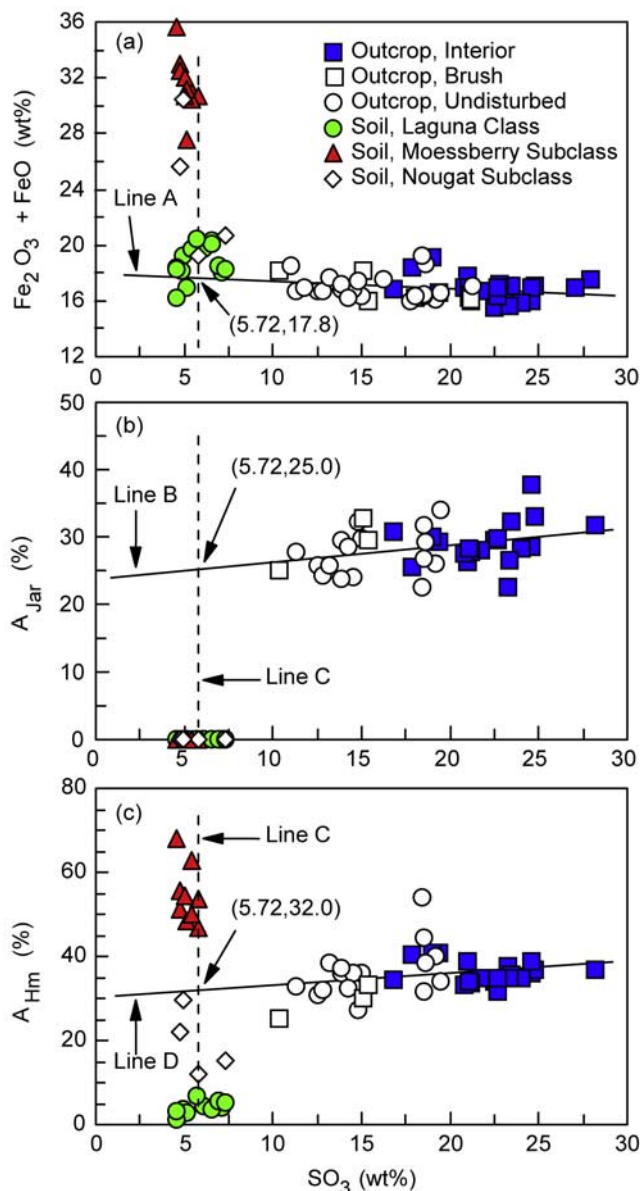 36
32
28
24
20
16
12
Fe2O3 + FeO (wt%)
(a)
Outcrop, Interior
Outcrop, Brush
Outcrop, Undisturbed
Soil, Laguna Class
Soil, Moessberry Subclass
Soil, Nougat Subclass
Line A
(5.72,17.8)
0 5 10 15 20 25 30
50
40
30
20
10
0
A Jar (%)
(b)
(5.72,25.0)
Line B
Line C
0 5 10 15 20 25 30
80
60
40
20
0
A Hm (%)
(c)
Line C
(5.72,32.0)
Line D
0 5 10 15 20 25 30
SO3 (wt%)